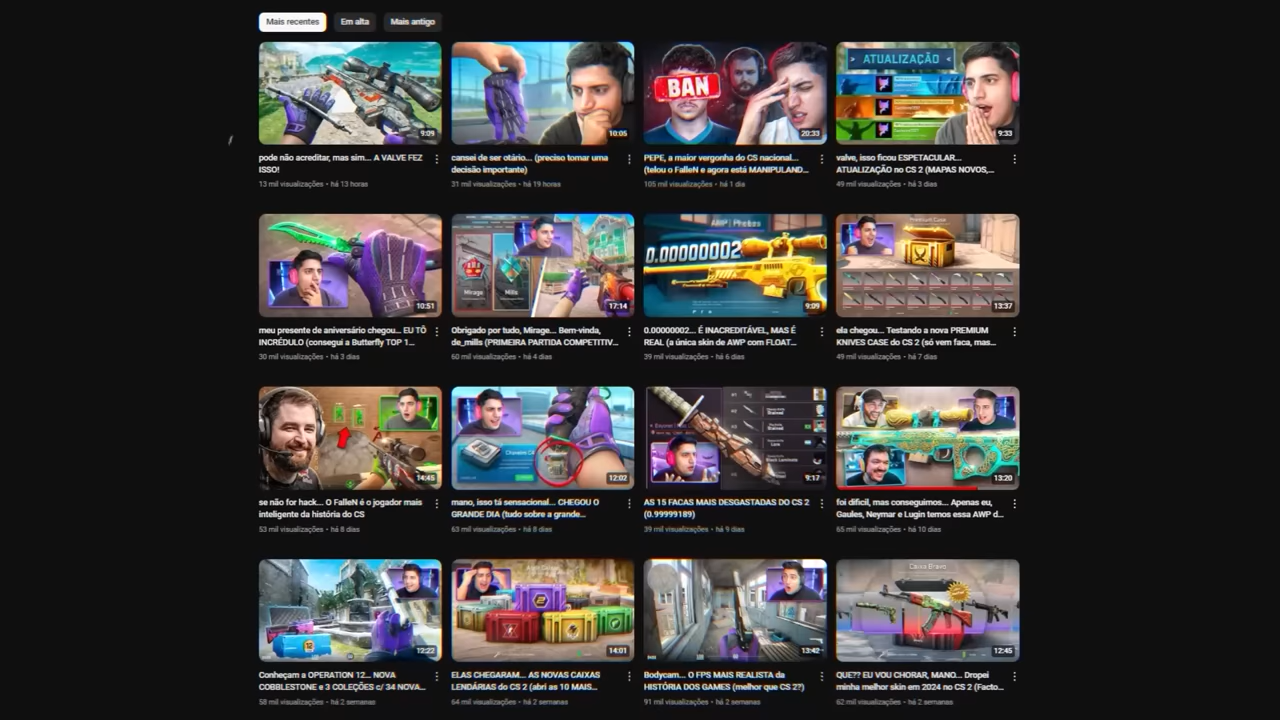 Mais recentes
Em alta
Mais antigo
BAN
ATUALIZAÇÃO
9:09
10:05
20:33
9:33
pode não acreditar, mas sim... A VALVE FEZ
ISSO!
13 mil visualizações • há 13 horas
cansei de ser otário... (preciso tomar uma
decisão importante)
31 mil visualizações • há 19 horas
PEPE, a maior vergonha do CS nacional...
(telou o FalleN e agora está MANIPULAND...
105 mil visualizações • há 1 dia
valve, isso ficou ESPETACULAR...
ATUALIZAÇÃO no CS 2 (MAPAS NOVOS,...
49 mil visualizações • há 3 dias
Mirage
Mills
0.00000002
10:51
17:14
9:09
13:37
meu presente de aniversário chegou... EU TÔ
INCRÉDULO (consegui a Butterfly TOP 1...
30 mil visualizações • há 3 dias
Obrigado por tudo, Mirage... Bem-vinda,
de_mills (PRIMEIRA PARTIDA COMPETITIV...
60 mil visualizações • há 4 dias
0.00000002... É INACREDITÁVEL, MAS É
REAL (a única skin de AWP com FLOAT...
39 mil visualizações • há 6 dias
ela chegou... Testando a nova PREMIUM
KNIVES CASE do CS 2 (só vem faca, mas...
49 mil visualizações • há 7 dias
14:45
12:02
9:17
13:20
se não for hack... O FalleN é o jogador mais
inteligente da história do CS
53 mil visualizações • há 8 dias
mano, isso tá sensacional... CHEGOU O
GRANDE DIA (tudo sobre a grande...
63 mil visualizações • há 8 dias
AS 15 FACAS MAIS DESGASTADAS DO CS 2
(0.99999189)
39 mil visualizações • há 9 dias
foi difícil, mas conseguimos... Apenas eu,
Gaules, Neymar e Lugin temos essa AWP d...
65 mil visualizações • há 10 dias
Caixa Bravo
12:22
14:01
13:42
12:45
Conheçam a OPERATION 12... NOVA
COBBLESTONE e 3 COLEÇÕES c/ 34 NOVA...
58 mil visualizações • há 2 semanas
ELAS CHEGARAM... AS NOVAS CAIXAS
LENDÁRIAS do CS 2 (abri as 10 MAIS...
64 mil visualizações • há 2 semanas
Bodycam... O FPS MAIS REALISTA da
HISTÓRIA DOS GAMES (melhor que CS 2?)
91 mil visualizações • há 2 semanas
QUE?? EU VOU CHORAR, MANO... Dropei
minha melhor skin em 2024 no CS 2 (Facto...
62 mil visualizações • há 2 semanas